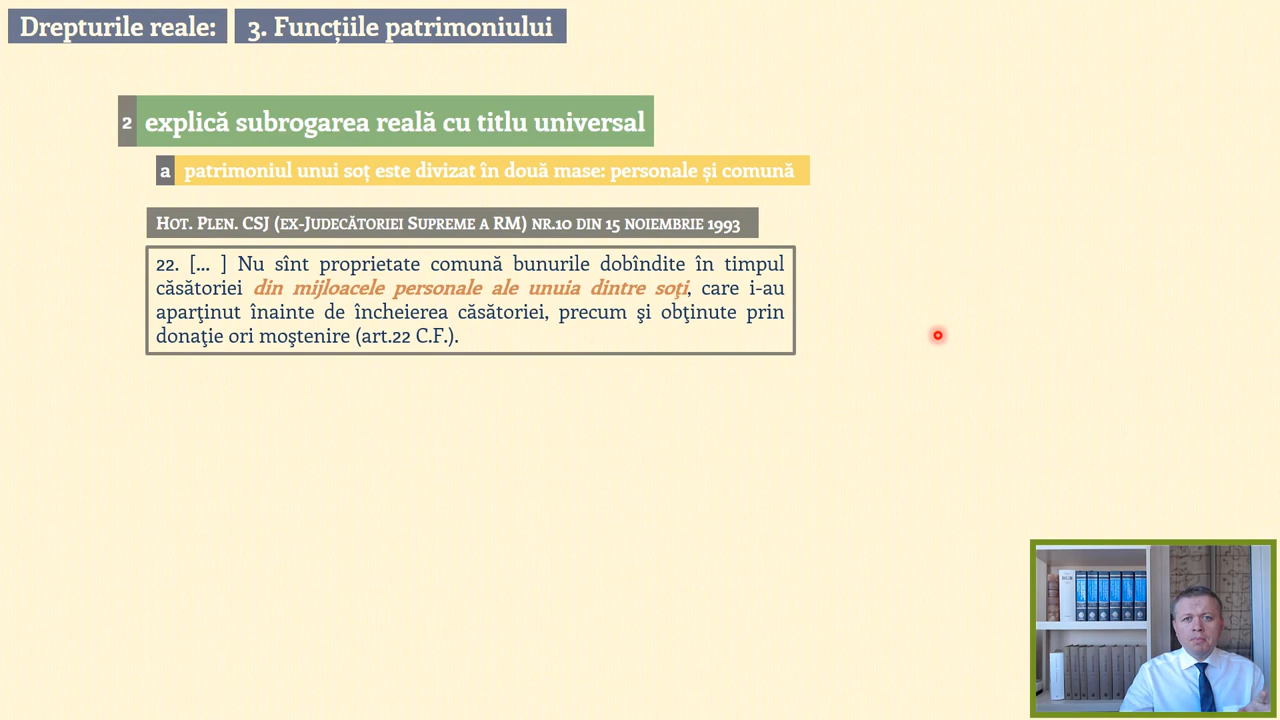 Drepturile reale: 3. Funcțiile patrimoniului
2 explică subrogarea reală cu titlu universal
a patrimoniul unui soț este divizat în două mase: personale și comună
Hot. Plen. CSJ (ex-Judecătoriei Supreme a RM) nr.10 din 15 noiembrie 1993
22. [... ] Nu sînt proprietate comună bunurile dobîndite în timpul
căsătoriei din mijloacele personale ale unuia dintre soţi, care i-au
aparţinut înainte de încheierea căsătoriei, precum şi obţinute prin
donaţie ori moştenire (art.22 C.F.).